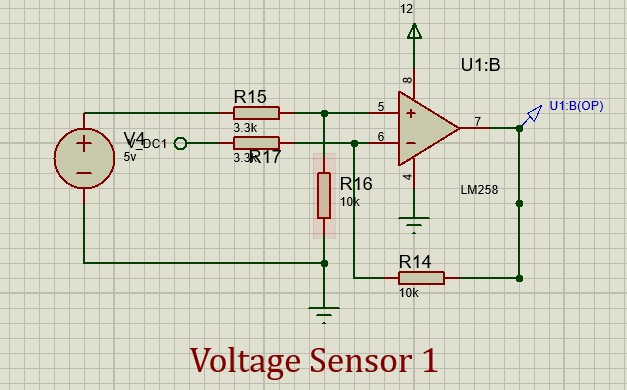 12
U1:B
8
R15
5
U1:B(OP)
3.3k
7
V4
V_DC1
6
5v
3.3k
R17
4
R16
LM258
10k
R14
10k
Voltage Sensor 1